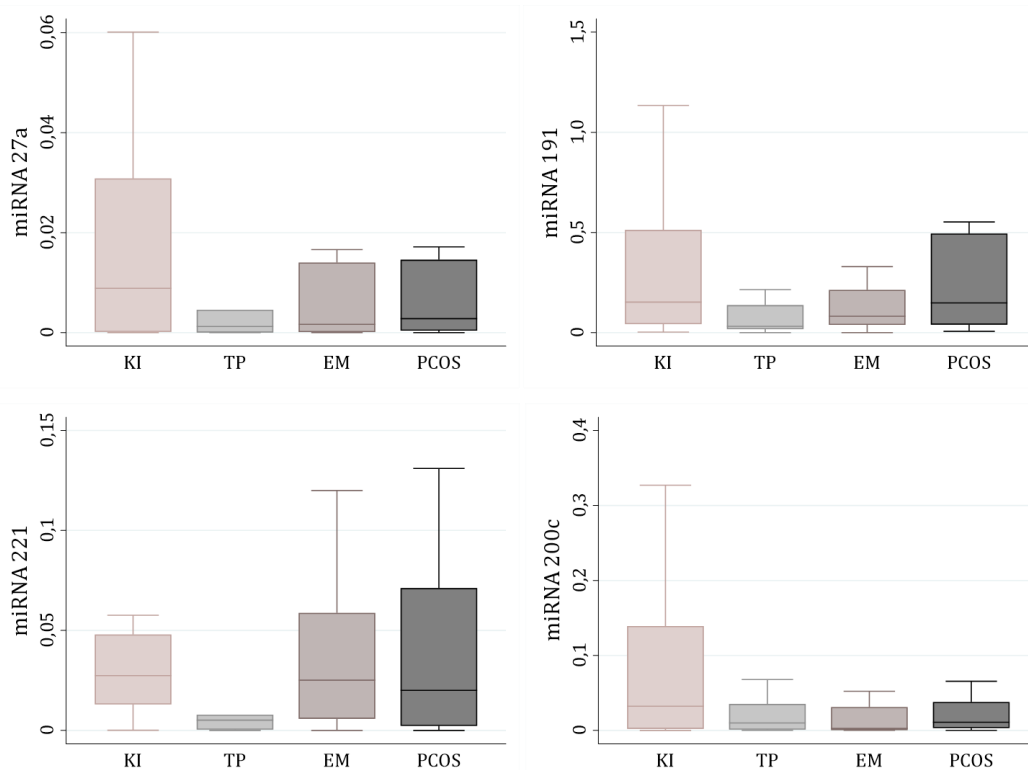 miRNA 27a
0,06
0,04
0,02
0
KI TP EM PCOS
miRNA 191
1,5
1,0
0,5
0
KI TP EM PCOS
miRNA 221
0,15
0,1
0,05
0
KI TP EM PCOS
miRNA 200c
0,4
0,3
0,2
0,1
0
KI TP EM PCOS